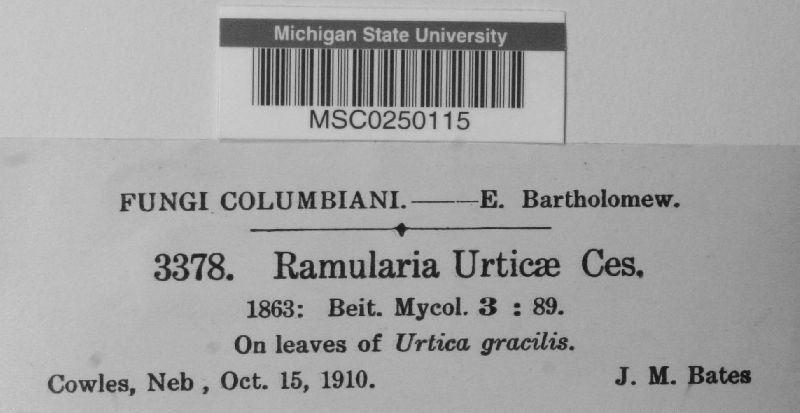 Michigan State University
MSC0250115
FUNGI COLUMBIANI.——E. Bartholomew.
3378. Ramularia Urticæ Ces.
1863: Beit. Mycol. 3 : 89.
On leaves of Urtica gracilis.
Cowles, Neb , Oct. 15, 1910. J. M. Bates